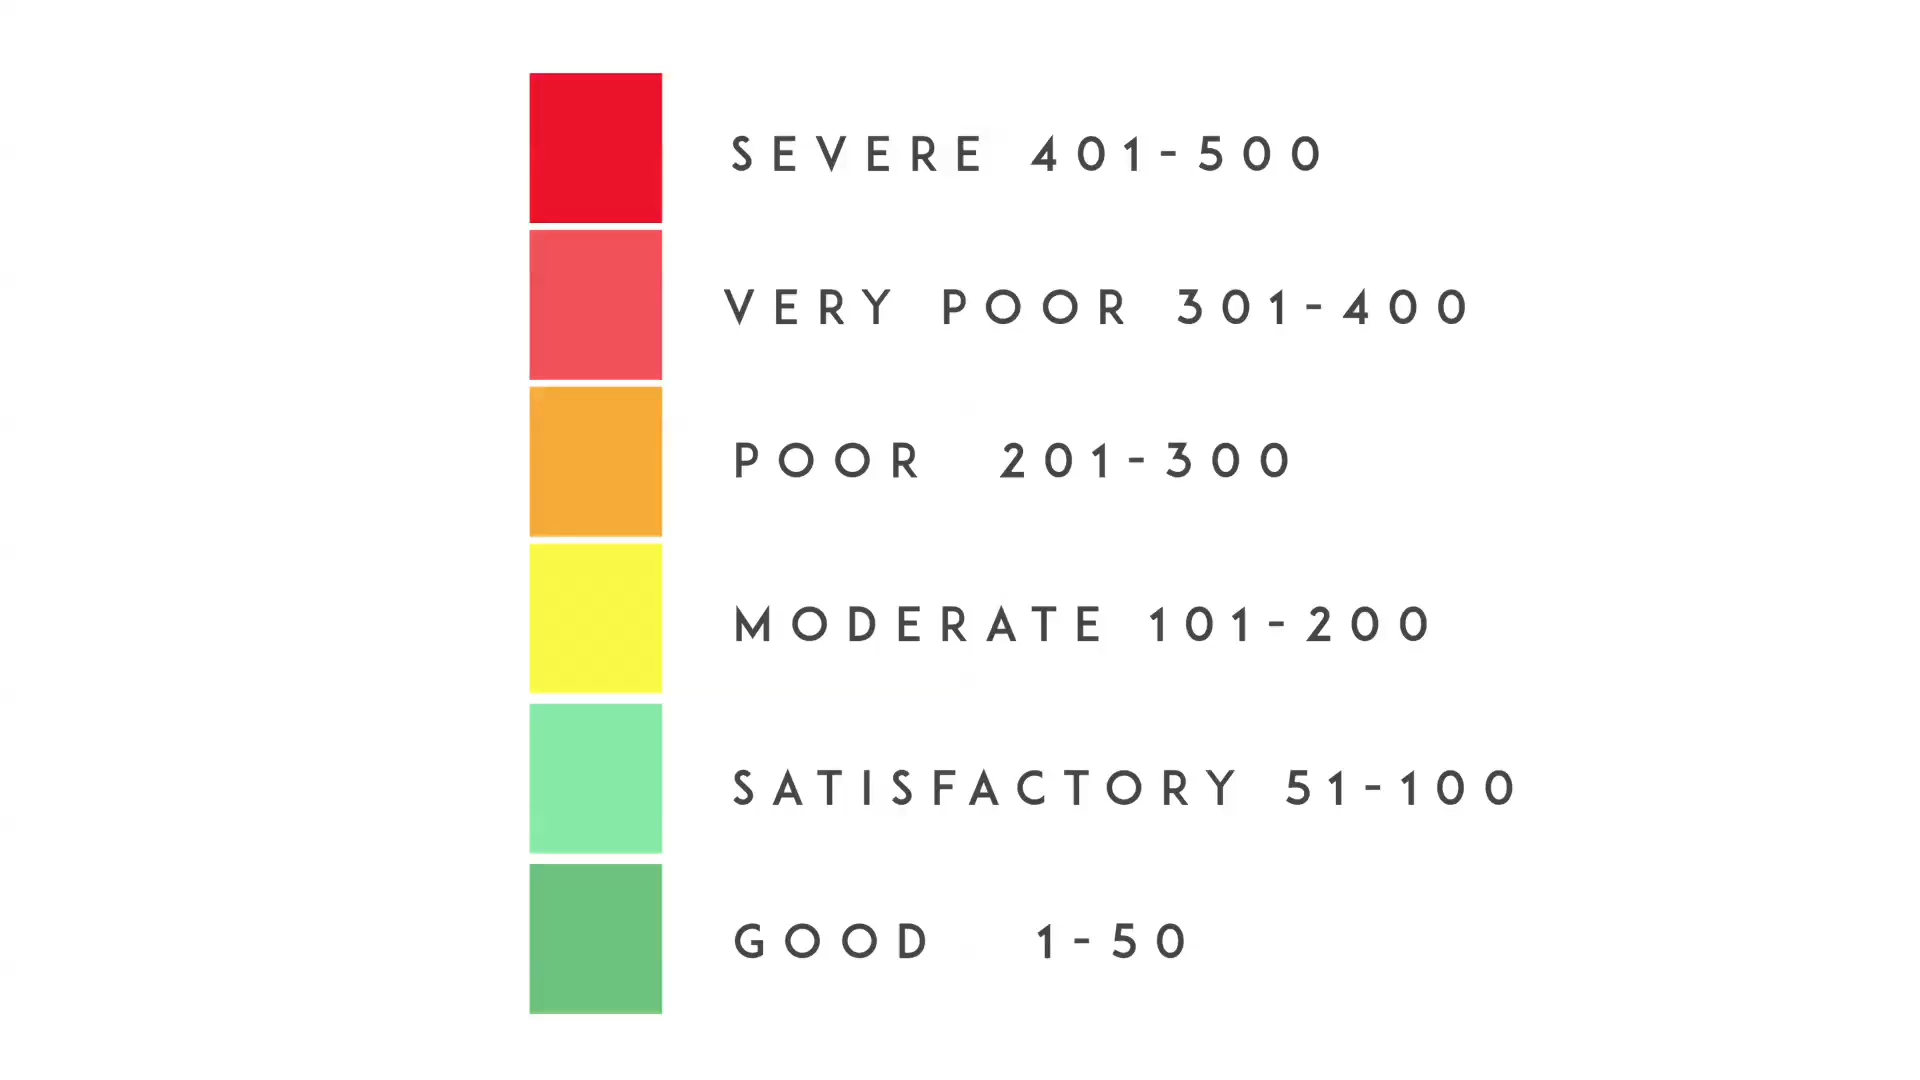 SEVERE 401-500
VERY POOR 301-400
POOR 201-300
MODERATE 101-200
SATISFACTORY 51-100
GOOD 1-50